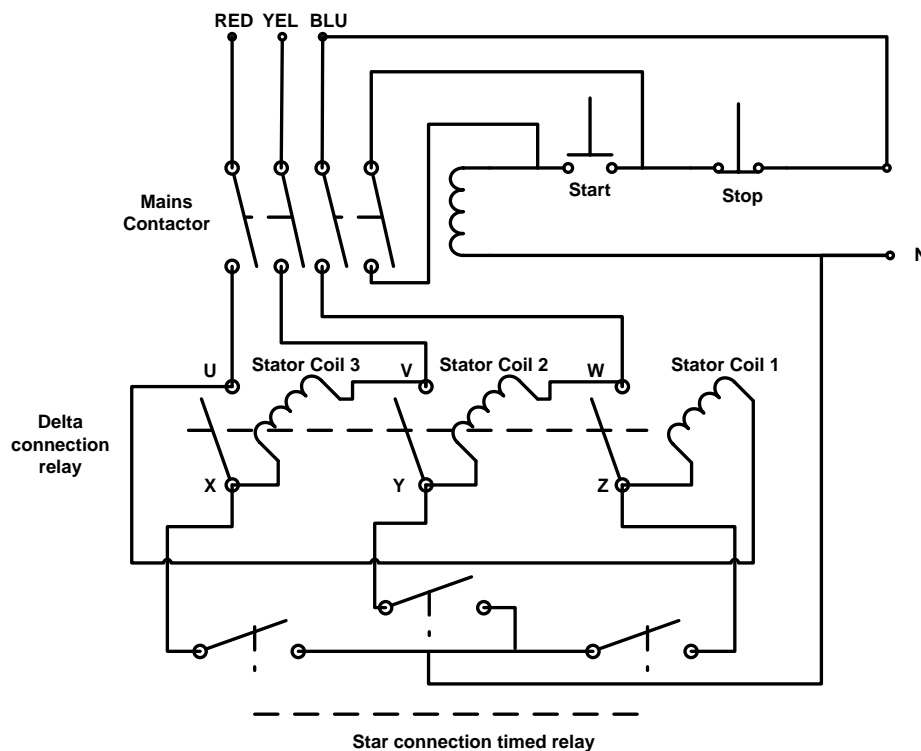 RED YEL BLU
Start
Stop
Mains
Contactor
N
U
Stator Coil 3
V
Stator Coil 2
W
Stator Coil 1
Delta
connection
relay
X
Y
Z
Star connection timed relay